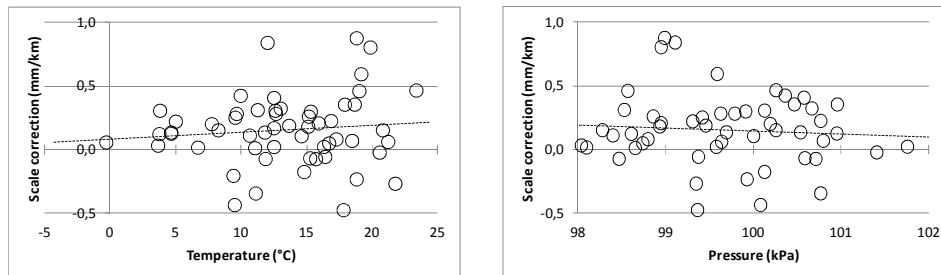 Scale correction (mm/km)
1,0
0,5
0,0
-0,5
-5 0 5 10 15 20 25
Temperature (°C)
Scale correction (mm/km)
1,0
0,5
0,0
-0,5
98 99 100 101 102
Pressure (kPa)